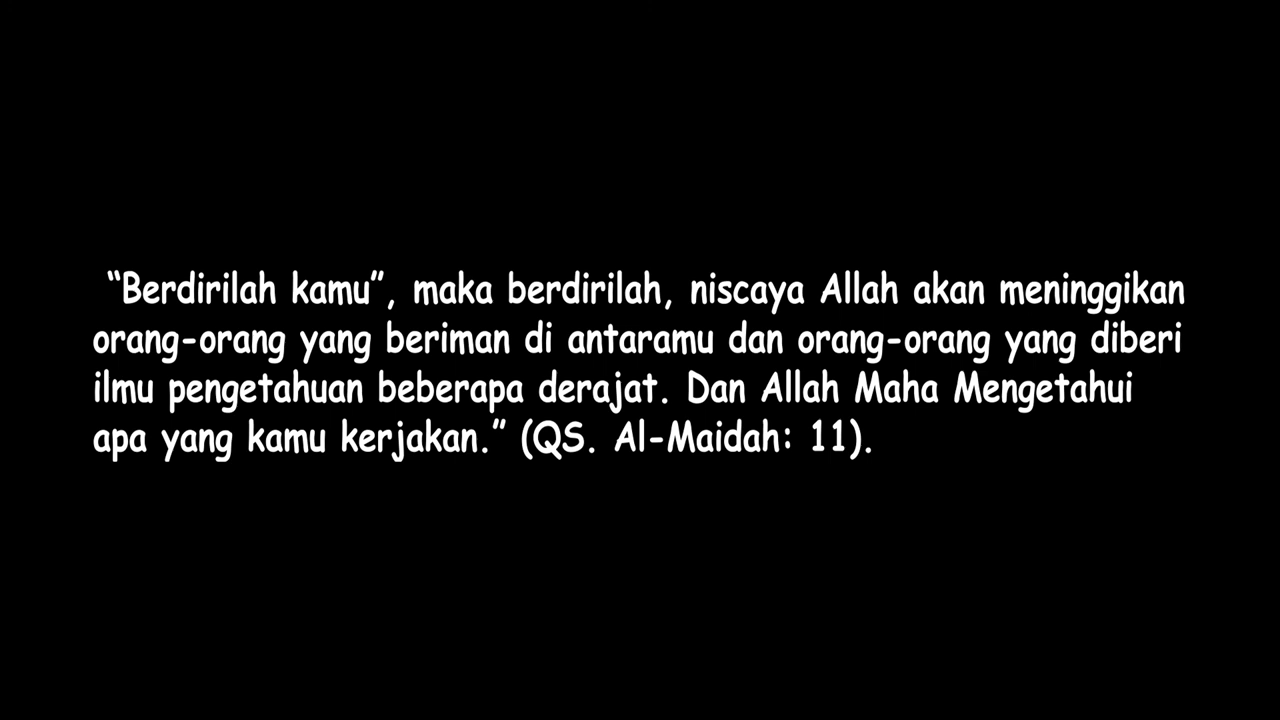 “Berdirilah kamu”, maka berdirilah, niscaya Allah akan meninggikan
orang-orang yang beriman di antaramu dan orang-orang yang diberi
ilmu pengetahuan beberapa derajat. Dan Allah Maha Mengetahui
apa yang kamu kerjakan.” (QS. Al-Maidah: 11).